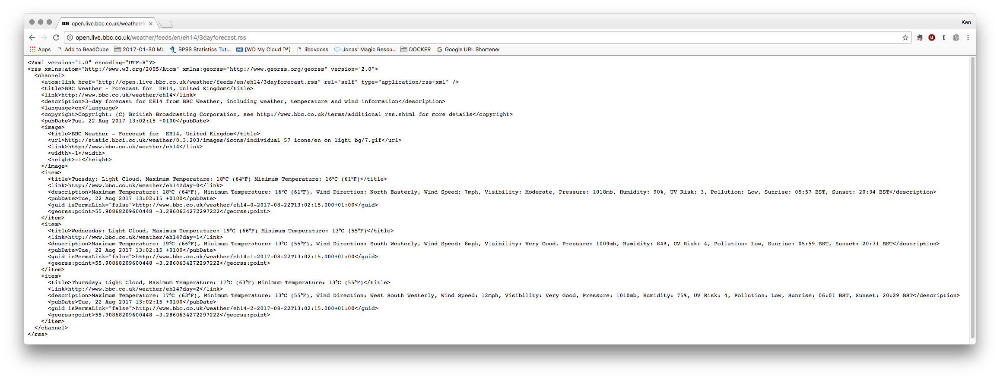 BBC open.live.bbc.co.uk/weather/fe
Ken
open.live.bbc.co.uk/weather/feeds/en/eh14/3dayforecast.rss
Apps Add to ReadCube 2017-01-30 ML SPSS Statistics Tut... WD [WD My Cloud ™] libdvdcss Jonas' Magic Resou... DOCKER Google URL Shortener
<?xml version="1.0" encoding="UTF-8"?>
<rss xmlns:atom="http://www.w3.org/2005/Atom" xmlns:georss="http://www.georss.org/georss" version="2.0">
<channel>
<atom:link href="http://open.live.bbc.co.uk/weather/feeds/en/eh14/3dayforecast.rss" rel="self" type="application/rss+xml" />
<title>BBC Weather - Forecast for  EH14, United Kingdom</title>
<link>http://www.bbc.co.uk/weather/eh14</link>
<description>3-day forecast for EH14 from BBC Weather, including weather, temperature and wind information</description>
<language>en</language>
<copyright>Copyright: (C) British Broadcasting Corporation, see http://www.bbc.co.uk/terms/additional_rss.shtml for more details</copyright>
<pubDate>Tue, 22 Aug 2017 13:02:15 +0100</pubDate>
<image>
<title>BBC Weather - Forecast for  EH14, United Kingdom</title>
<url>http://static.bbci.co.uk/weather/0.3.203/images/icons/individual_57_icons/en_on_light_bg/7.gif</url>
<link>http://www.bbc.co.uk/weather/eh14</link>
<width>-1</width>
<height>-1</height>
</image>
<item>
<title>Tuesday: Light Cloud, Maximum Temperature: 18°C (64°F) Minimum Temperature: 16°C (61°F)</title>
<link>http://www.bbc.co.uk/weather/eh14?day=0</link>
<description>Maximum Temperature: 18°C (64°F), Minimum Temperature: 16°C (61°F), Wind Direction: North Easterly, Wind Speed: 7mph, Visibility: Moderate, Pressure: 1018mb, Humidity: 90%, UV Risk: 3, Pollution: Low, Sunrise: 05:57 BST, Sunset: 20:34 BST</description>
<pubDate>Tue, 22 Aug 2017 13:02:15 +0100</pubDate>
<guid isPermaLink="false">http://www.bbc.co.uk/weather/eh14-0-2017-08-22T13:02:15.000+01:00</guid>
<georss:point>55.90868209600448 -3.2860634272297222</georss:point>
</item>
<item>
<title>Wednesday: Light Cloud, Maximum Temperature: 19°C (66°F) Minimum Temperature: 13°C (55°F)</title>
<link>http://www.bbc.co.uk/weather/eh14?day=1</link>
<description>Maximum Temperature: 19°C (66°F), Minimum Temperature: 13°C (55°F), Wind Direction: South Westerly, Wind Speed: 8mph, Visibility: Very Good, Pressure: 1009mb, Humidity: 84%, UV Risk: 4, Pollution: Low, Sunrise: 05:59 BST, Sunset: 20:31 BST</description>
<pubDate>Tue, 22 Aug 2017 13:02:15 +0100</pubDate>
<guid isPermaLink="false">http://www.bbc.co.uk/weather/eh14-1-2017-08-22T13:02:15.000+01:00</guid>
<georss:point>55.90868209600448 -3.2860634272297222</georss:point>
</item>
<item>
<title>Thursday: Light Cloud, Maximum Temperature: 17°C (63°F) Minimum Temperature: 13°C (55°F)</title>
<link>http://www.bbc.co.uk/weather/eh14?day=2</link>
<description>Maximum Temperature: 17°C (63°F), Minimum Temperature: 13°C (55°F), Wind Direction: West South Westerly, Wind Speed: 12mph, Visibility: Very Good, Pressure: 1010mb, Humidity: 75%, UV Risk: 4, Pollution: Low, Sunrise: 06:01 BST, Sunset: 20:29 BST</description>
<pubDate>Tue, 22 Aug 2017 13:02:15 +0100</pubDate>
<guid isPermaLink="false">http://www.bbc.co.uk/weather/eh14-2-2017-08-22T13:02:15.000+01:00</guid>
<georss:point>55.90868209600448 -3.2860634272297222</georss:point>
</item>
</channel>
</rss>